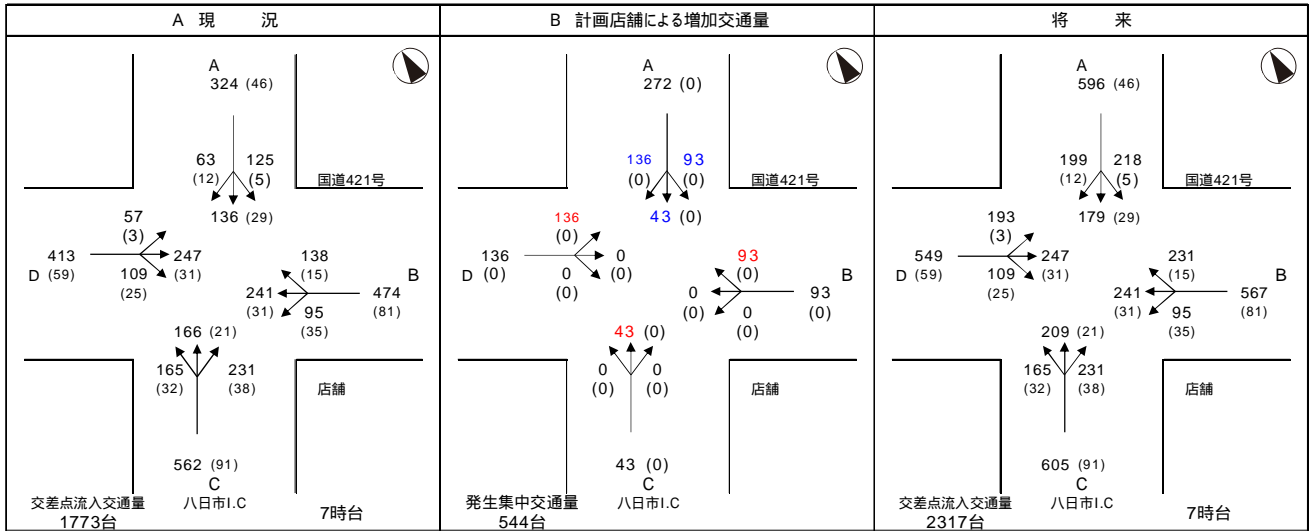 A 現 況
A
324 (46)
63 125
(12) (5)
国道421号
136 (29)
57
(3)
413 247
(59) (31)
D
109
(25)
138
(15)
B
241 474
(31) (81)
95
(35)
166 (21)
165 231
(32) (38)
店舗
562 (91)
C
交差点流入交通量 八日市I.C 7時台
1773台
B 計画店舗による増加交通量
A
272 (0)
136 93
(0) (0)
国道421号
43 (0)
136
(0)
136 0
D (0) (0)
0
(0)
93
(0)
B
0 93
(0) (0)
0
(0)
43 (0)
0 0
(0) (0)
店舗
43 (0)
C
発生集中交通量 八日市I.C
544台
将 来
A
596 (46)
199 218
(12) (5)
国道421号
179 (29)
193
(3)
549 247
D (59) (31)
109
(25)
231
(15)
B
241 567
(31) (81)
95
(35)
209 (21)
165 231
(32) (38)
店舗
605 (91)
C
交差点流入交通量 八日市I.C 7時台
2317台